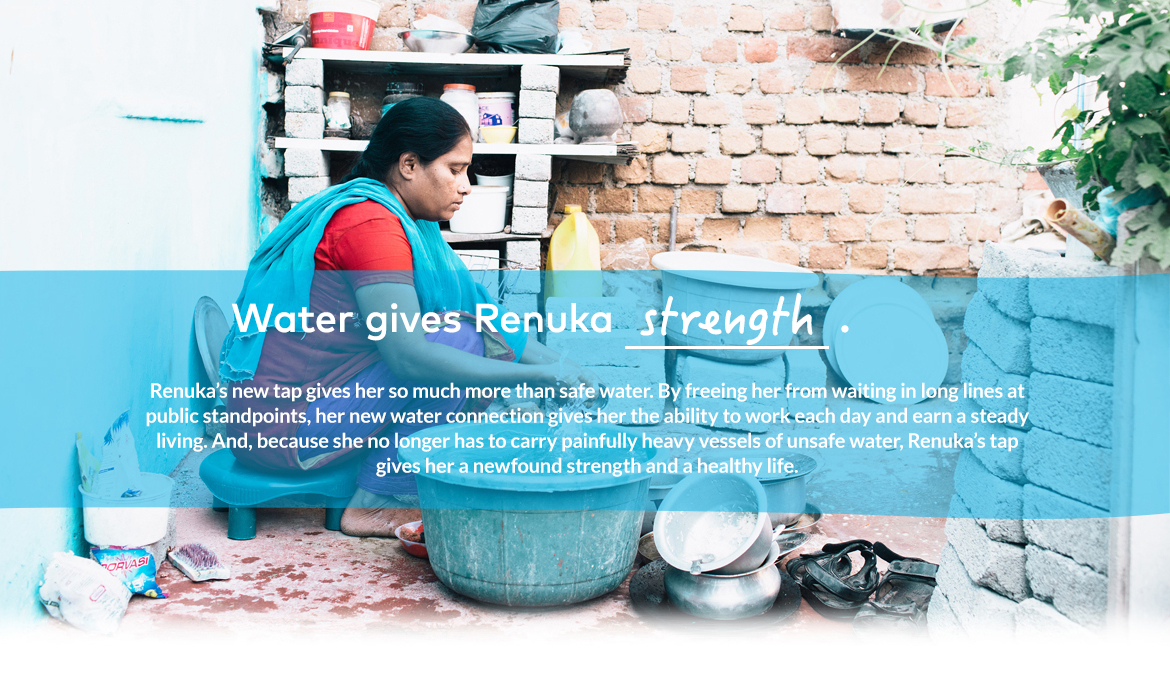 Water gives Renuka strength .
Renuka’s new tap gives her so much more than safe water. By freeing her from waiting in long lines at
public standpoints, her new water connection gives her the ability to work each day and earn a steady
living. And, because she no longer has to carry painfully heavy vessels of unsafe water, Renuka’s tap
gives her a newfound strength and a healthy life.
PORVASI